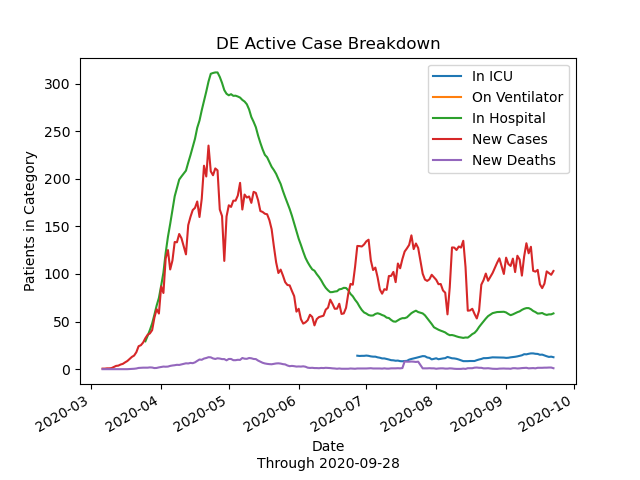 DE Active Case Breakdown
In ICU
On Ventilator
In Hospital
New Cases
New Deaths
Patients in Category
300
250
200
150
100
50
0
2020-03
2020-04
2020-05
2020-06
2020-07
2020-08
2020-09
2020-10
Date
Through 2020-09-28